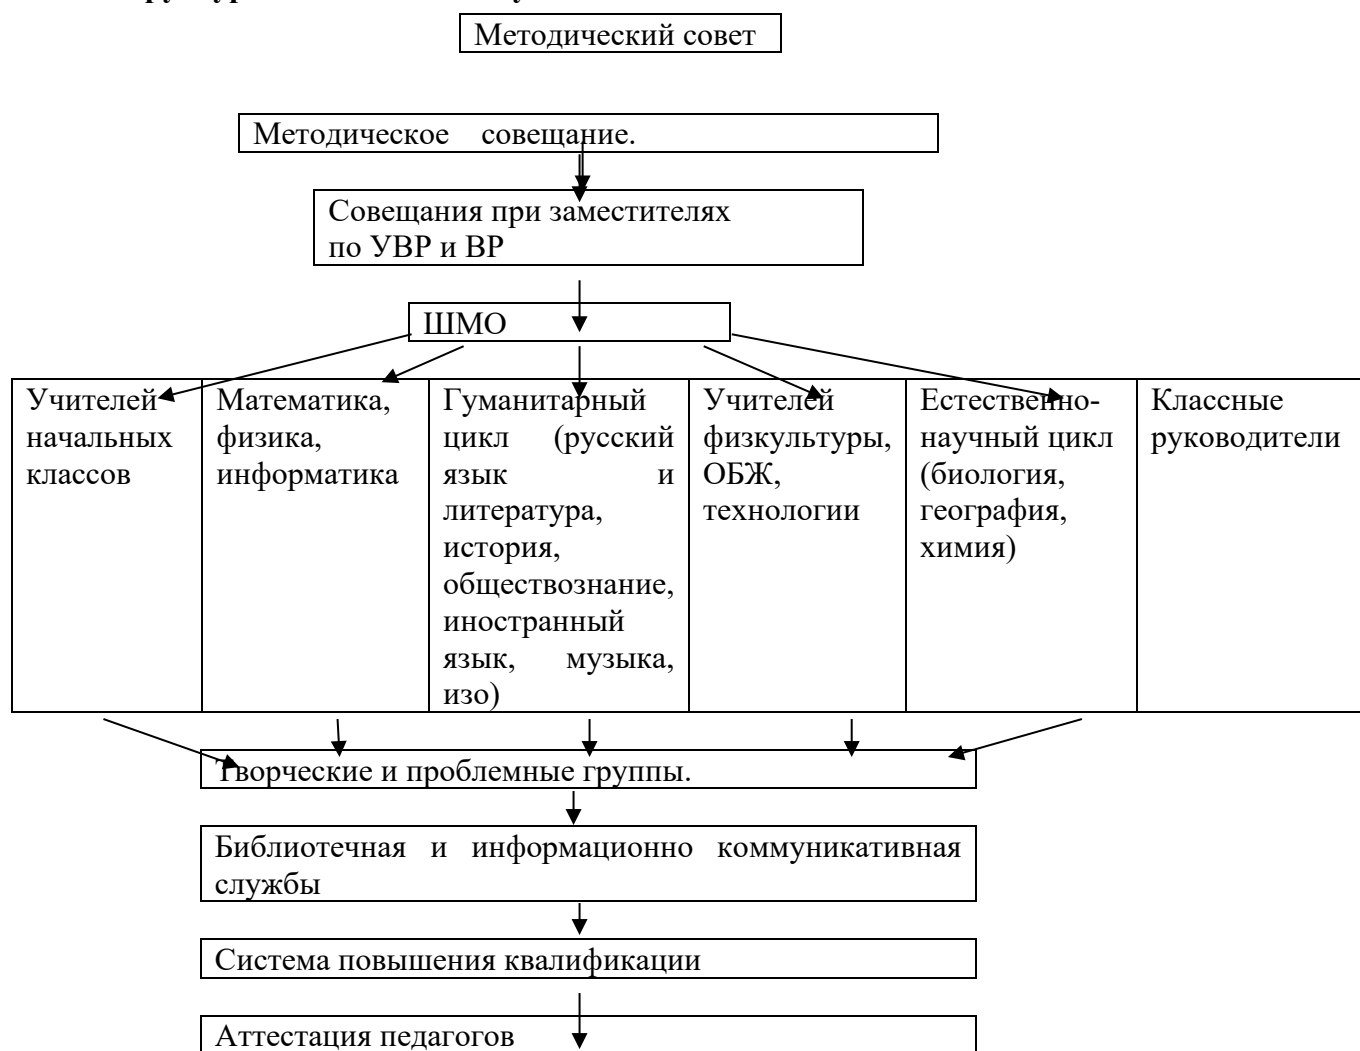 Методический совет
Методическое совещание.
Совещания при заместителях
по УВР и ВР
ШМО
Учителей
начальных
классов
Математика,
физика,
информатика
Гуманитарный
цикл (русский
язык и
литература,
история,
обществознание,
иностранный
язык, музыка,
изо)
Учителей
физкультуры,
ОБЖ,
технологии
Естественно-
научный цикл
(биология,
география,
химия)
Классные
руководители
Творческие и проблемные группы.
Библиотечная и информационно коммуникативная
службы
Система повышения квалификации
Аттестация педагогов